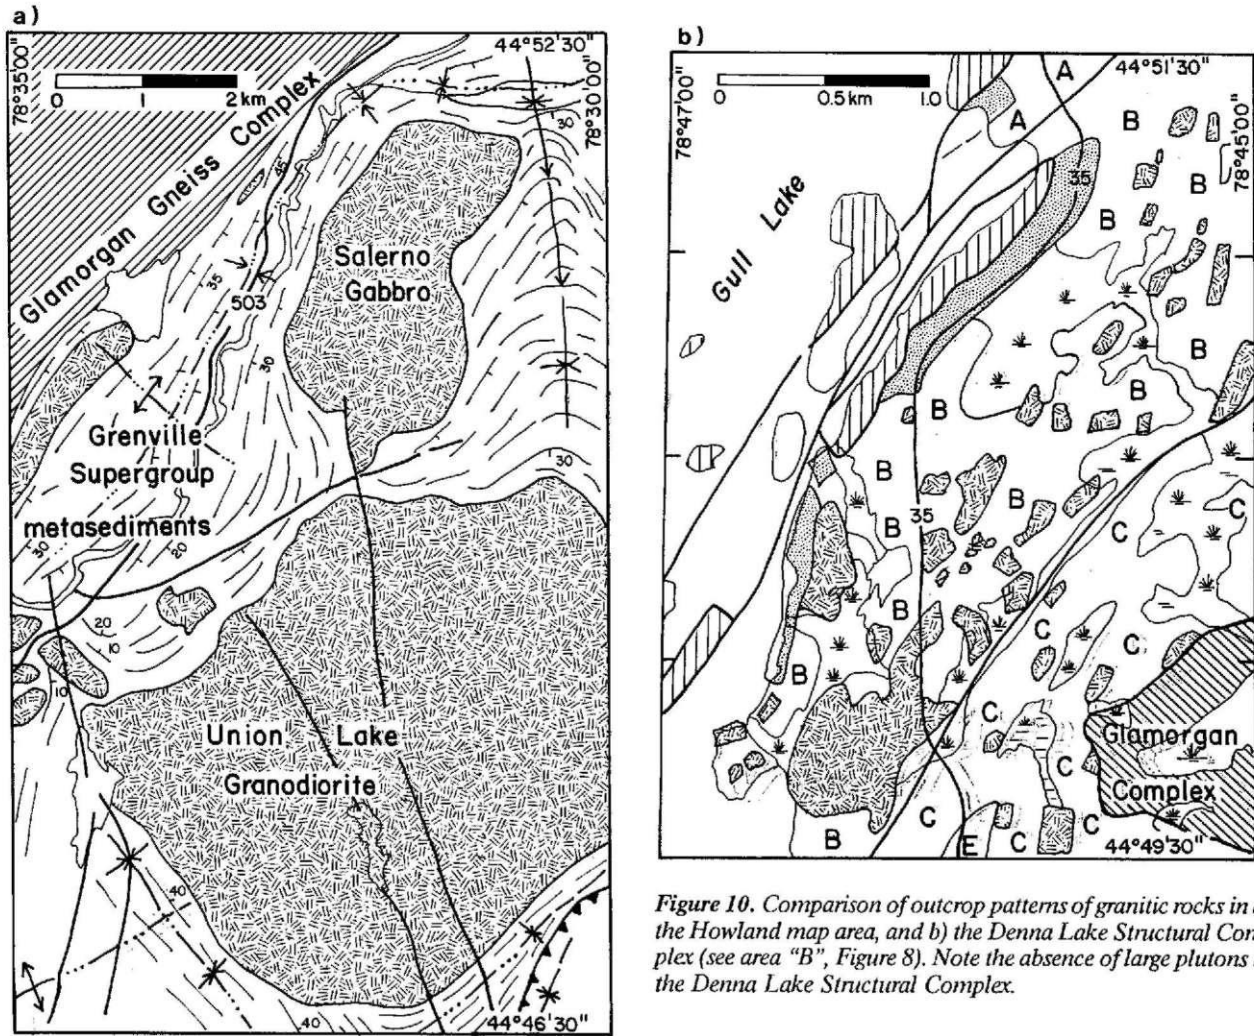 a)
44°52'30"
78°35'00"
78°30'00"
0 1 2 km
Glamorgan Gneiss Complex
30
45
35
503
30
Salerno
Gabbro
Grenville
Supergroup
metasediments
30
30
20
20
10
10
Union Lake
Granodiorite
40
40
44°46'30"
b)
44°51'30"
78°47'00"
78°45'00"
0 0.5 km 1.0
A
A
B
35
B
B
Gull Lake
B
B
B
B
B
35
B
C
B
B
C
C
C
Glamorgan
Complex
C
C
B
C
E
C
C
44°49'30"
Figure 10. Comparison of outcrop patterns of granitic rocks in
the Howland map area, and b) the Denna Lake Structural Com-
plex (see area "B", Figure 8). Note the absence of large plutons
the Denna Lake Structural Complex.